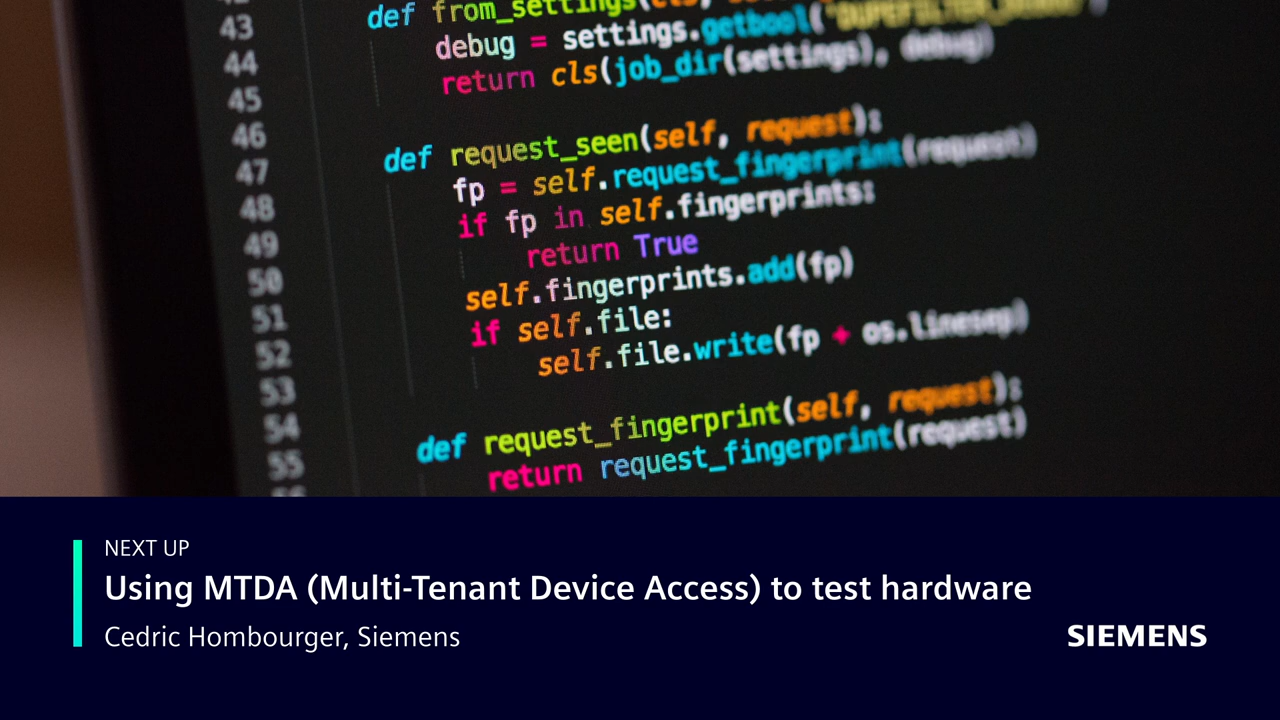 43 def from_settings(cls,
44 debug = settings.getbool(
45 return cls(job_dir(settings), debug)
46
47 def request_seen(self, request):
48 fp = self.request_fingerprint(request)
49 if fp in self.fingerprints:
50 return True
51 self.fingerprints.add(fp)
52 if self.file:
53 self.file.write(fp + os.linesep)
54
55 def request_fingerprint(self, request):
return request_fingerprint(request)
NEXT UP
Using MTDA (Multi-Tenant Device Access) to test hardware
Cedric Hombourger, Siemens
SIEMENS